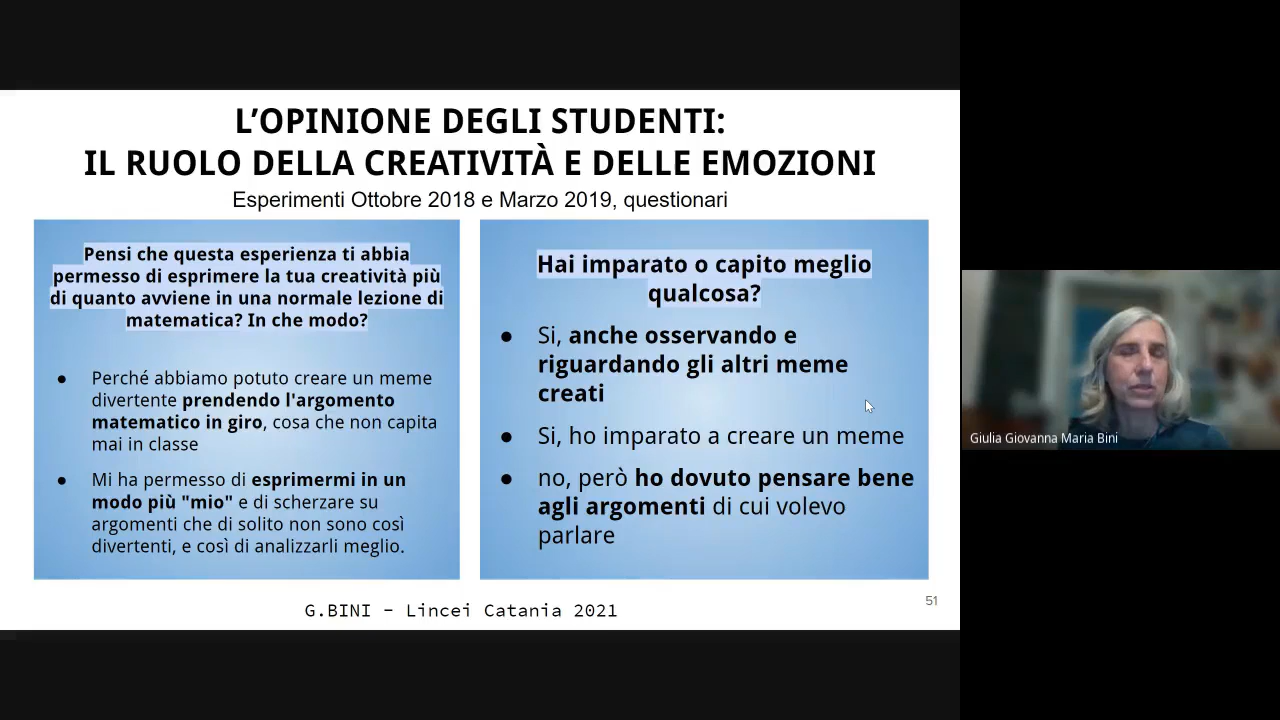 L'OPINIONE DEGLI STUDENTI:
IL RUOLO DELLA CREATIVITÀ E DELLE EMOZIONI
Esperimenti Ottobre 2018 e Marzo 2019, questionari
Pensi che questa esperienza ti abbia
permesso di esprimere la tua creatività più
di quanto avviene in una normale lezione di
matematica? In che modo?
● Perché abbiamo potuto creare un meme
divertente prendendo l'argomento
matematico in giro, cosa che non capita
mai in classe
● Mi ha permesso di esprimermi in un
modo più "mio" e di scherzare su
argomenti che di solito non sono così
divertenti, e così di analizzarli meglio.
Hai imparato o capito meglio
qualcosa?
● Si, anche osservando e
riguardando gli altri meme
creati
● Si, ho imparato a creare un meme
● no, però ho dovuto pensare bene
agli argomenti di cui volevo
parlare
G.BINI - Lincei Catania 2021
51
Giulia Giovanna Maria Bini